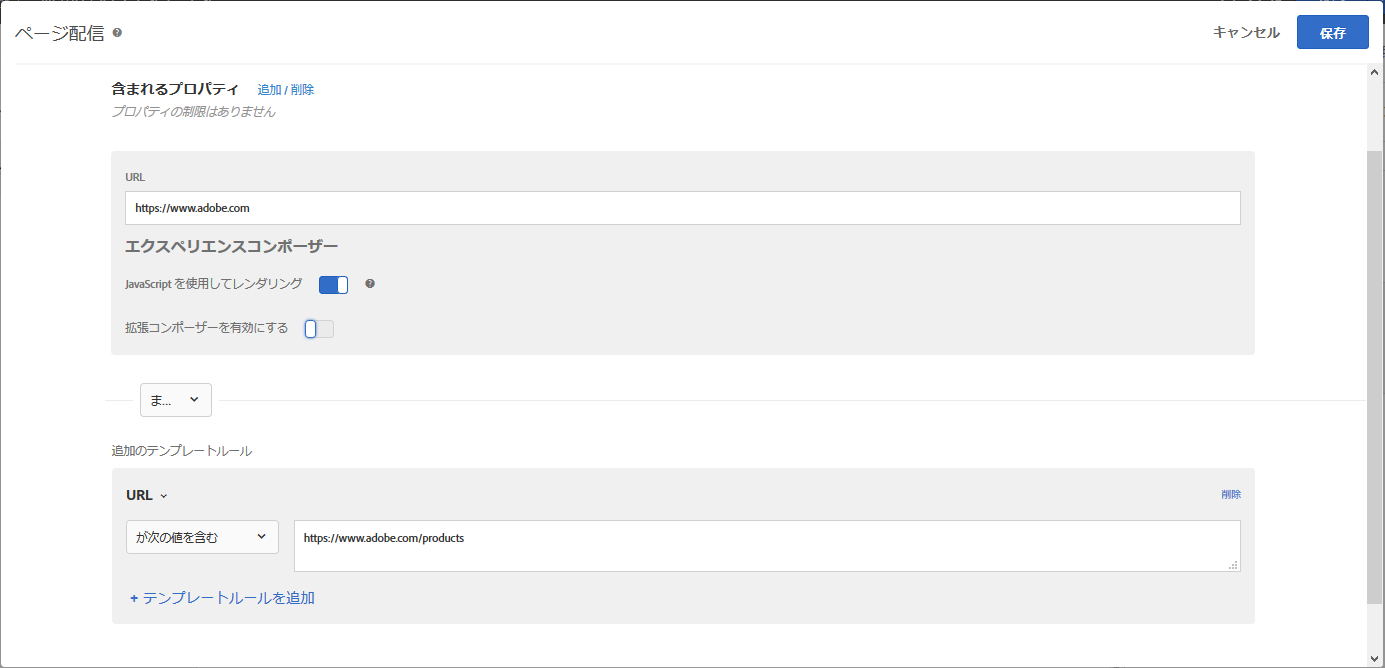 ページ配信
キャンセル
保存
含まれるプロパティ 追加 / 削除
プロパティの制限はありません
URL
https://www.adobe.com
エクスペリエンスコンポーザー
JavaScript を使用してレンダリング
拡張コンポーザーを有効にする
ま...
追加のテンプレートルール
URL
削除
が次の値を含む
https://www.adobe.com/products
+ テンプレートルールを追加